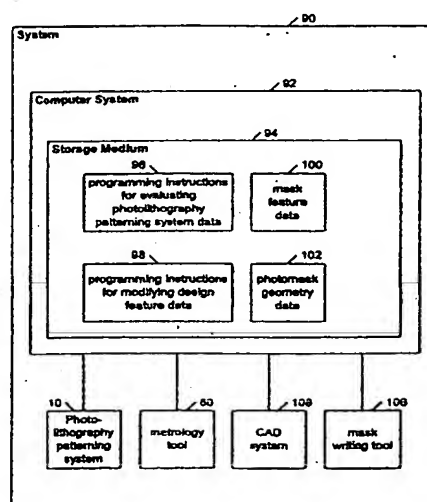 90
System
92
Computer System
94
Storage Medium
96
100
programming instructions
for evaluating
photolithography
patterning system data
mask
feature
data
98
102
programming instructions
for modifying design
feature data
photomask
geometry
data
10
60
108
106
Photo-
lithography
patterning
system
metrology
tool
CAD
system
mask
writing tool